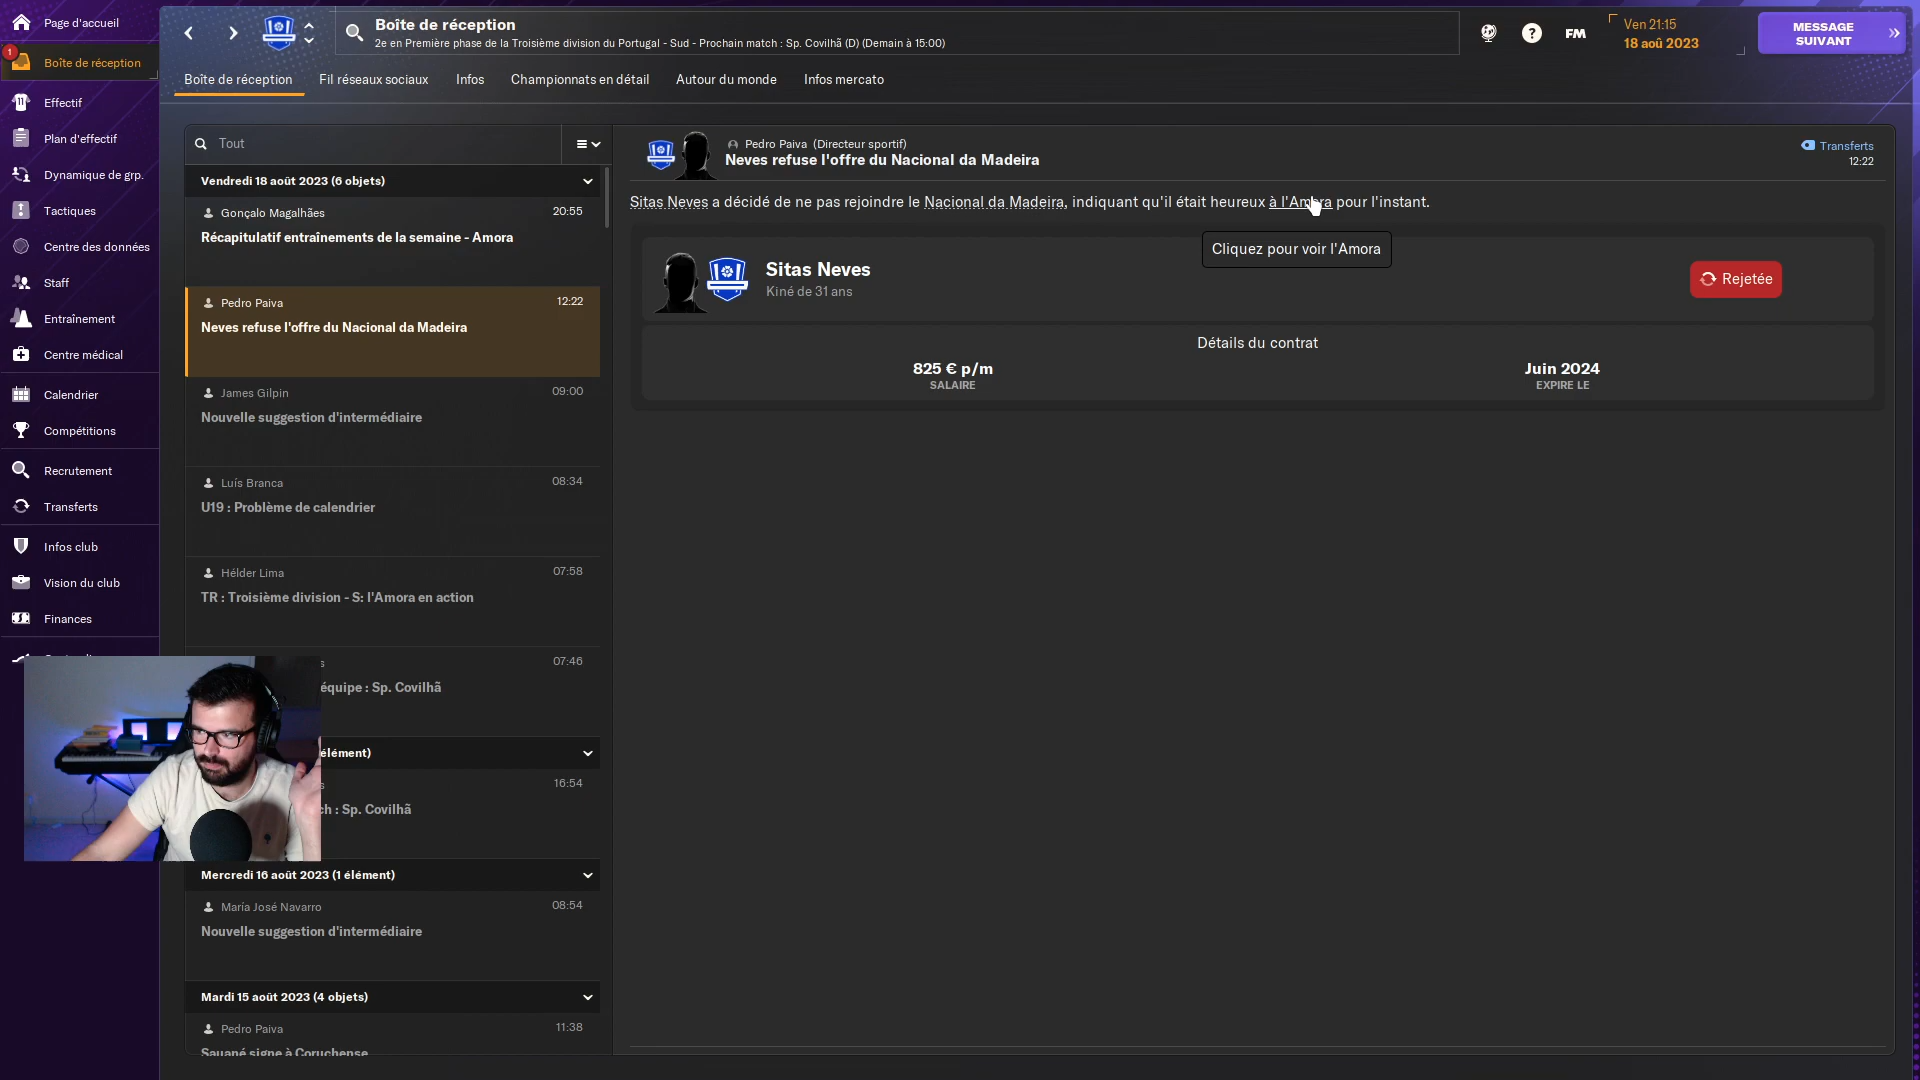 Page d'accueil
1
Boîte de réception
Effectif
Plan d'effectif
Dynamique de grp.
Tactiques
Centre des données
Staff
Entraînement
Centre médical
Calendrier
Compétitions
Recrutement
Transferts
Infos club
Vision du club
Finances
Boîte de réception
2e en Première phase de la Troisième division du Portugal - Sud - Prochain match : Sp. Covilhã (D) (Demain à 15:00)
FM
Ven 21:15
18 aoû 2023
MESSAGE
SUIVANT
Boîte de réception
Fil réseaux sociaux
Infos
Championnats en détail
Autour du monde
Infos mercato
Tout
Vendredi 18 août 2023 (6 objets)
Gonçalo Magalhães 20:55
Récapitulatif entraînements de la semaine - Amora
Pedro Paiva 12:22
Neves refuse l'offre du Nacional da Madeira
James Gilpin 09:00
Nouvelle suggestion d'intermédiaire
Luís Branca 08:34
U19 : Problème de calendrier
Hélder Lima 07:58
TR : Troisième division - S: l'Amora en action
s 07:46
équipe : Sp. Covilhã
élément)
s 16:54
ch : Sp. Covilhã
Mercredi 16 août 2023 (1 élément)
María José Navarro 08:54
Nouvelle suggestion d'intermédiaire
Mardi 15 août 2023 (4 objets)
Pedro Paiva 11:38
Sauané signe à Coruchense
Pedro Paiva (Directeur sportif)
Neves refuse l'offre du Nacional da Madeira
Transferts
12:22
Sitas Neves a décidé de ne pas rejoindre le Nacional da Madeira, indiquant qu'il était heureux à l'Amora pour l'instant.
Cliquez pour voir l'Amora
Sitas Neves
Kiné de 31 ans
Rejetée
Détails du contrat
825 € p/m
SALAIRE
Juin 2024
EXPIRE LE